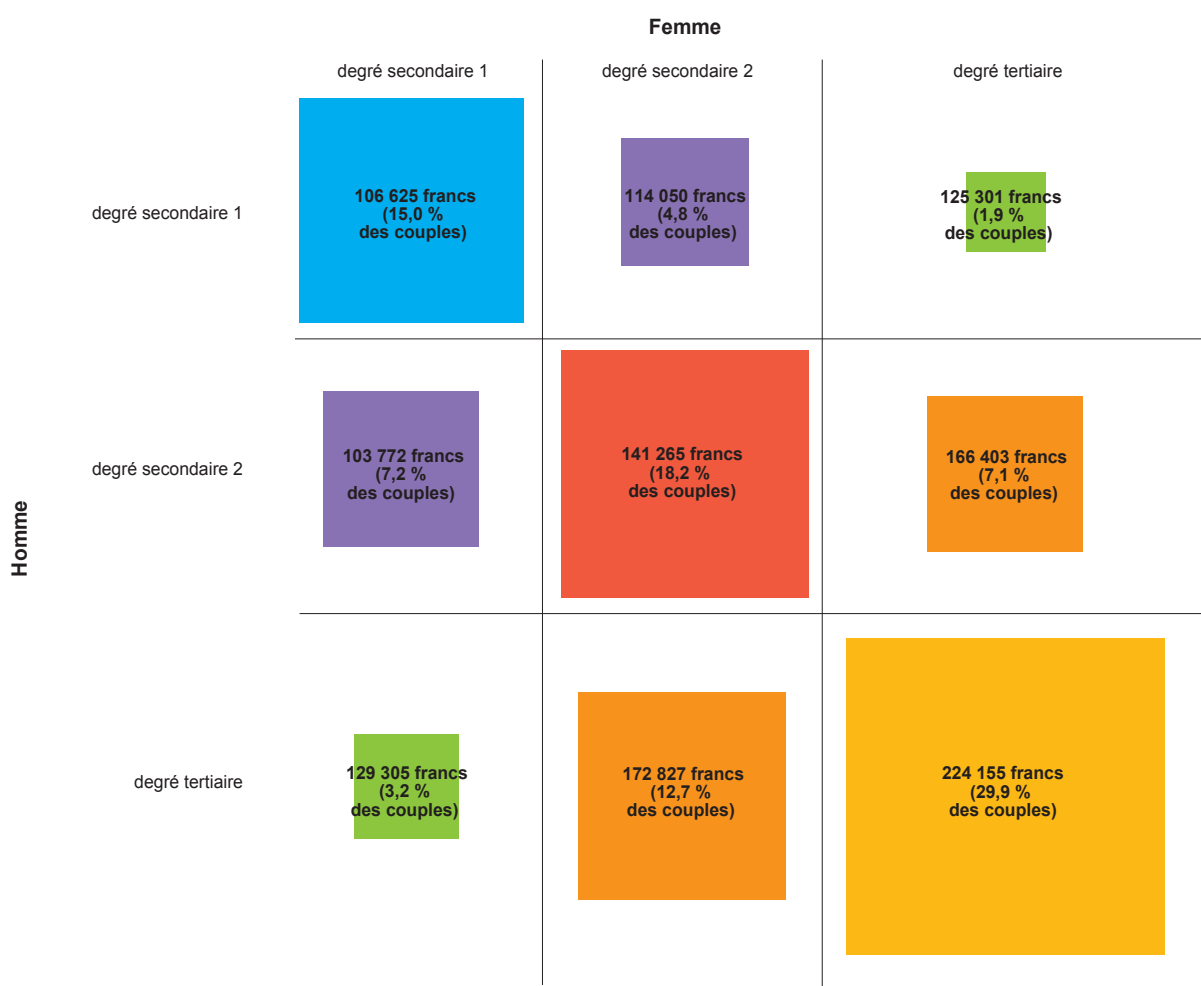 Femme
degré secondaire 1
degré secondaire 2
degré tertiaire
degré secondaire 1
106 625 francs
(15,0 %
des couples)
114 050 francs
(4,8 %
des couples)
125 301 francs
(1,9 %
des couples)
Homme
degré secondaire 2
103 772 francs
(7,2 %
des couples)
141 265 francs
(18,2 %
des couples)
166 403 francs
(7,1 %
des couples)
degré tertiaire
129 305 francs
(3,2 %
des couples)
172 827 francs
(12,7 %
des couples)
224 155 francs
(29,9 %
des couples)